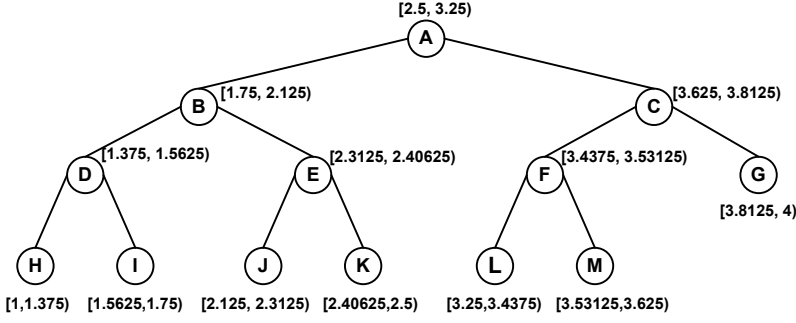 [2.5, 3.25)
A
B
[1.75, 2.125)
C
[3.625, 3.8125)
D
[1.375, 1.5625)
E
[2.3125, 2.40625)
F
[3.4375, 3.53125)
G
[3.8125, 4)
H
I
J
K
L
M
[1,1.375)
[1.5625,1.75)
[2.125, 2.3125)
[2.40625,2.5)
[3.25,3.4375)
[3.53125,3.625)